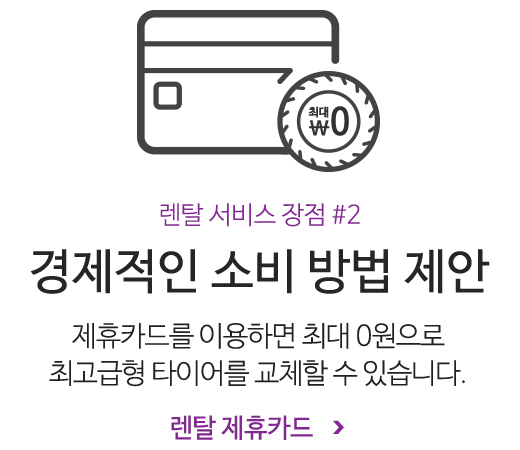 최대
₩0
렌탈 서비스 장점 #2
경제적인 소비 방법 제안
제휴카드를 이용하면 최대 0원으로
최고급형 타이어를 교체할 수 있습니다.
렌탈 제휴카드 >